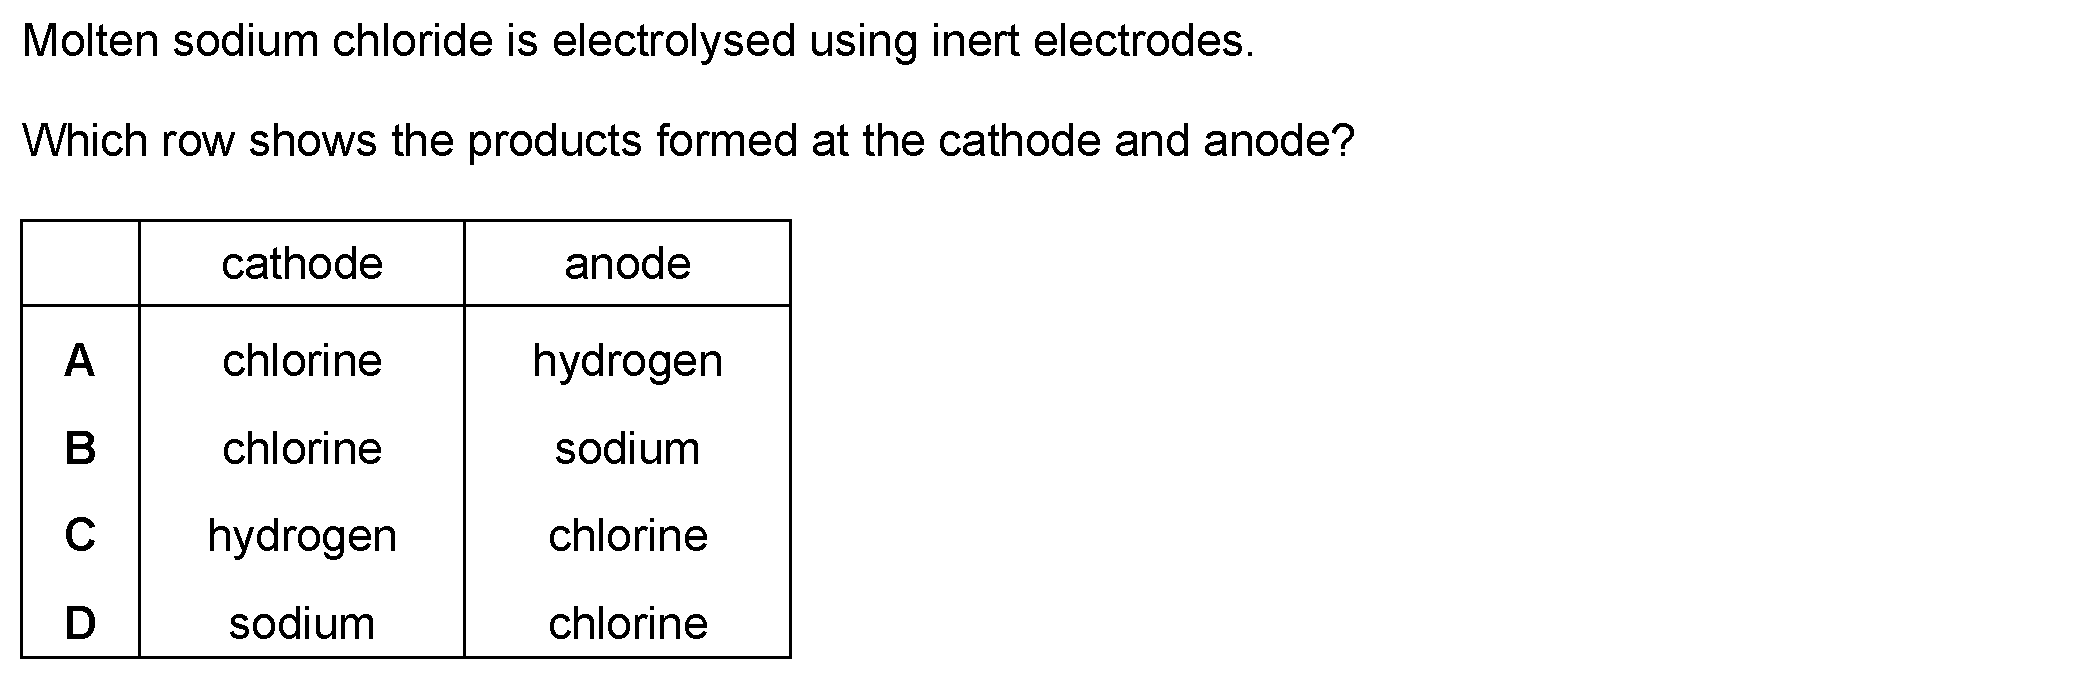 Molten sodium chloride is electrolysed using inert electrodes.
Which row shows the products formed at the cathode and anode?
cathode anode
A chlorine hydrogen
B chlorine sodium
C hydrogen chlorine
D sodium chlorine